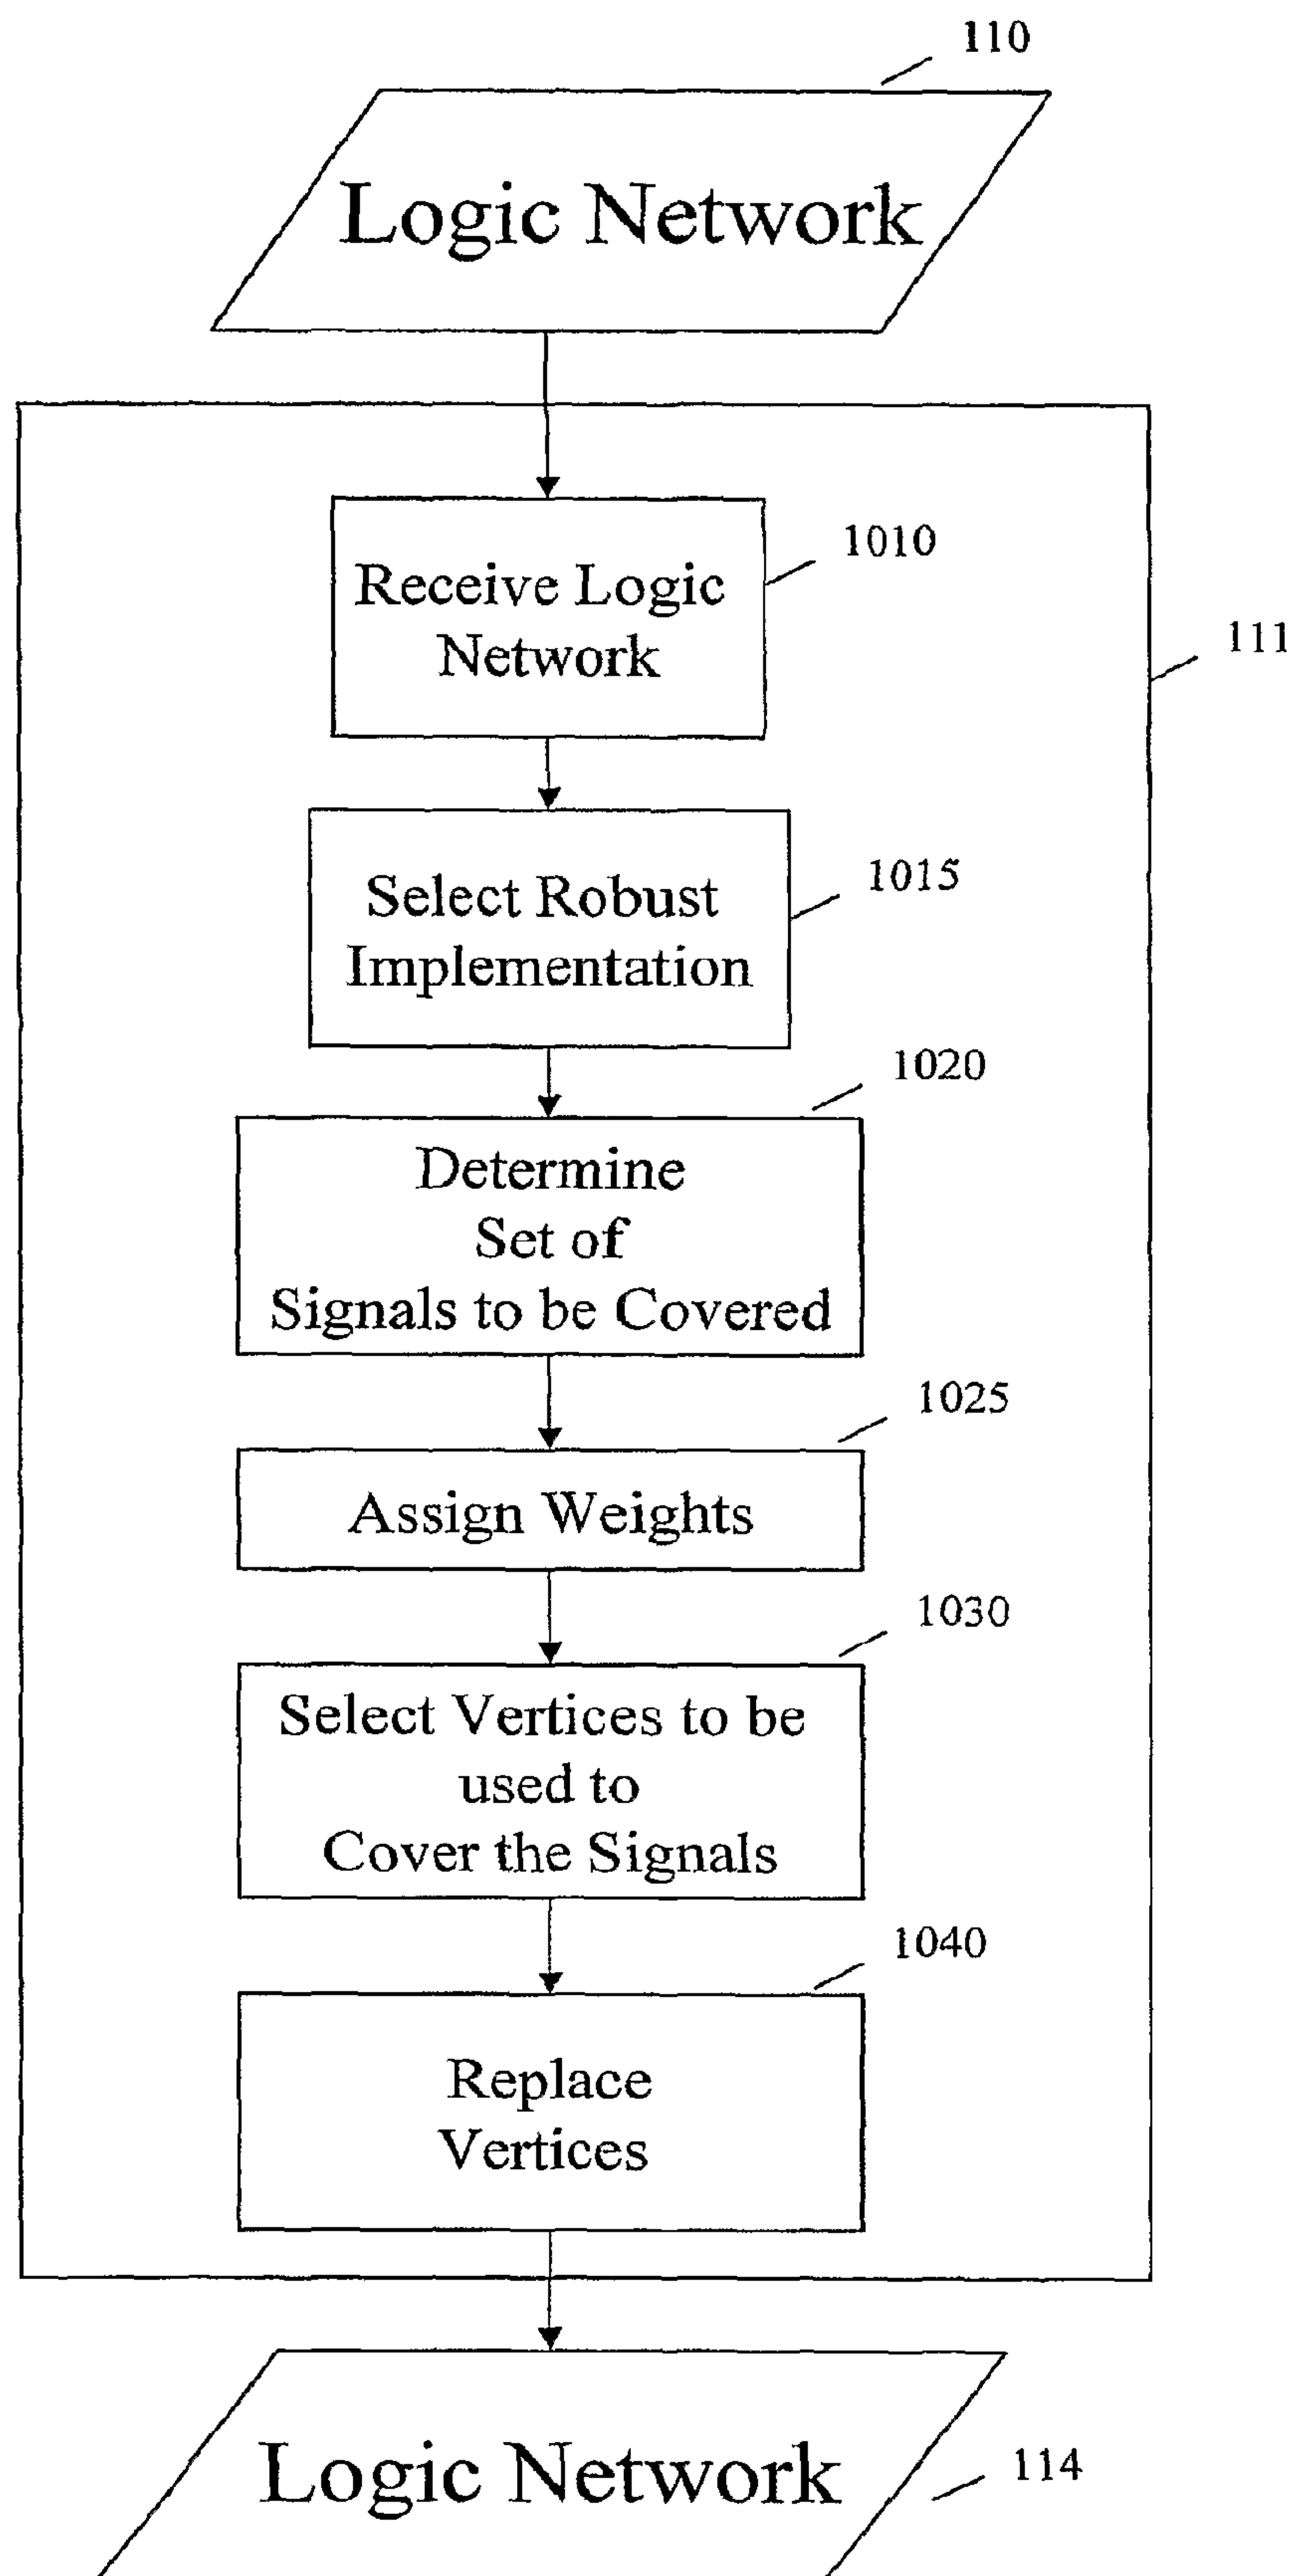 110
Logic Network
1010
Receive Logic
Network
111
1015
Select Robust
Implementation
1020
Determine
Set of
Signals to be Covered
1025
Assign Weights
1030
Select Vertices to be
used to
Cover the Signals
1040
Replace
Vertices
Logic Network
114